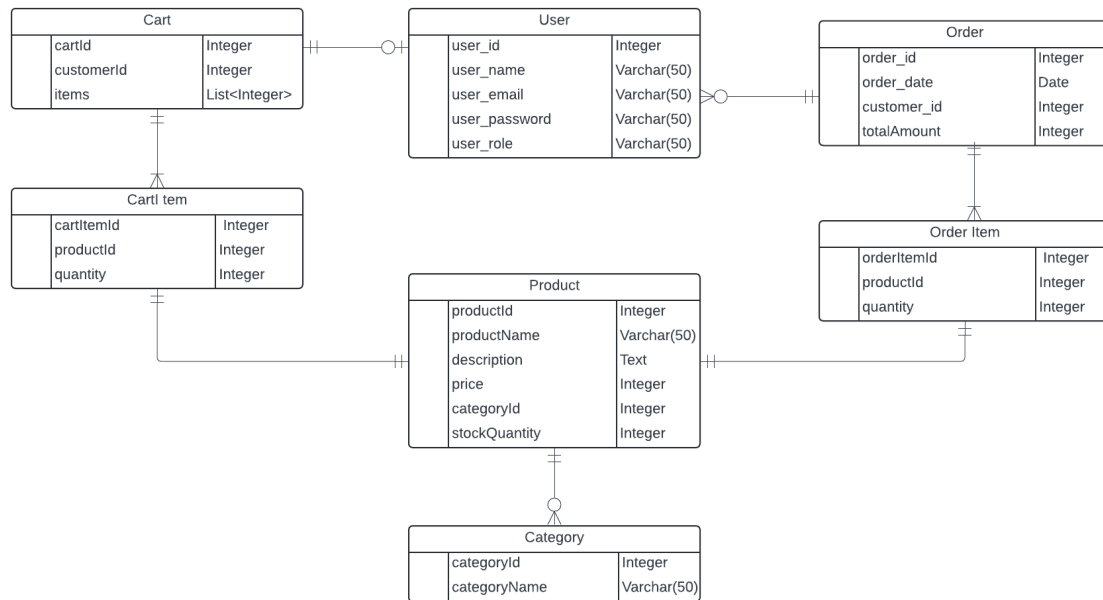 Cart
cartId Integer
customerId Integer
items List<Integer>
User
user_id Integer
user_name Varchar(50)
user_email Varchar(50)
user_password Varchar(50)
user_role Varchar(50)
Order
order_id Integer
order_date Date
customer_id Integer
totalAmount Integer
CartI tem
cartItemId Integer
productId Integer
quantity Integer
Order Item
orderItemId Integer
productId Integer
quantity Integer
Product
productId Integer
productName Varchar(50)
description Text
price Integer
categoryId Integer
stockQuantity Integer
Category
categoryId Integer
categoryName Varchar(50)